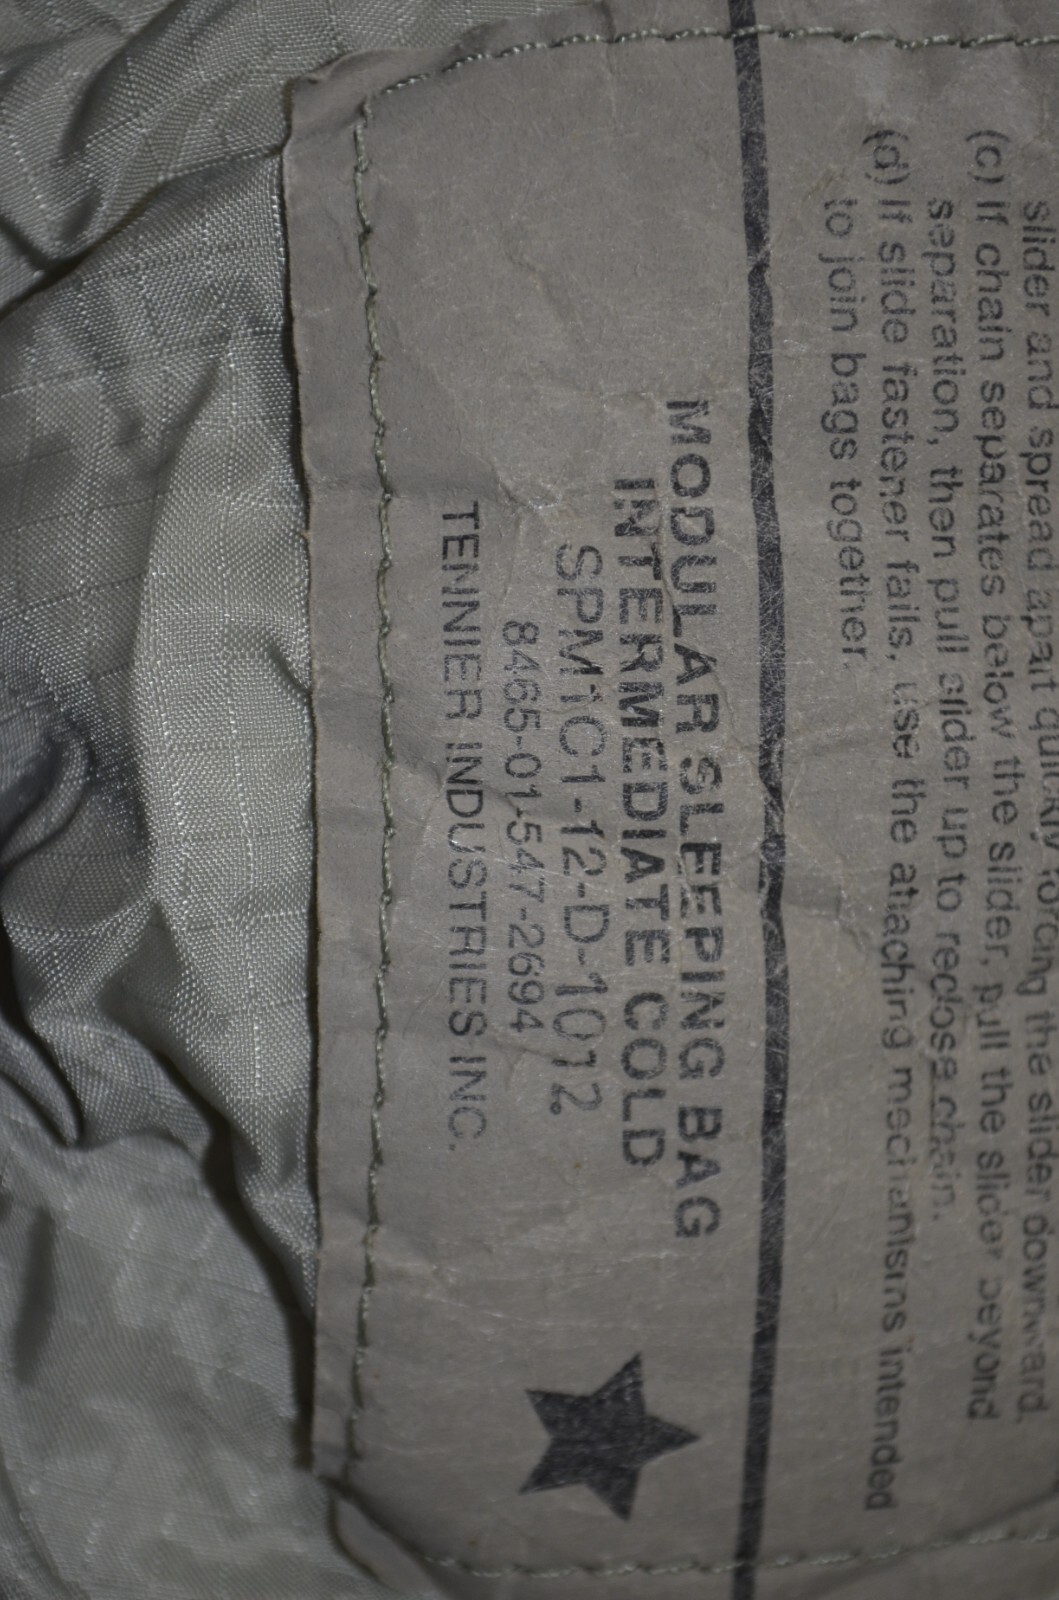 slider and spread apart quickly forcing the slider downward.
(c) If chain separates below the slider, pull the slider beyond
separation, then pull slider up to reclose chain.
(d) If slide fastener fails, use the attaching mechanisms intended
to join bags together.
MODULAR SLEEPING BAG
INTERMEDIATE COLD
SPM1C1-12-D-1012
8465-01-547-2694
TENNIER INDUSTRIES INC.